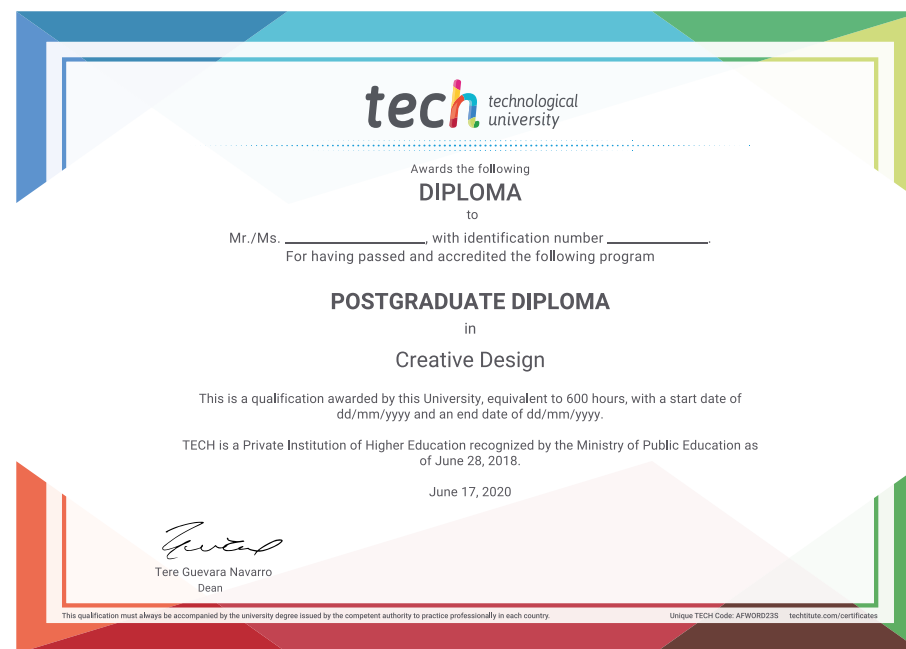 tech technological
university
Awards the following
DIPLOMA
to
Mr./Ms. ____________________, with identification number ______________.
For having passed and accredited the following program
POSTGRADUATE DIPLOMA
in
Creative Design
This is a qualification awarded by this University, equivalent to 600 hours, with a start date of
dd/mm/yyyy and an end date of dd/mm/yyyy.
TECH is a Private Institution of Higher Education recognized by the Ministry of Public Education as
of June 28, 2018.
June 17, 2020
Tere Guevara Navarro
Dean
This qualification must always be accompanied by the university degree issued by the competent authority to practice professionally in each country. Unique TECH Code: AFWORD23S techtitute.com/certificates